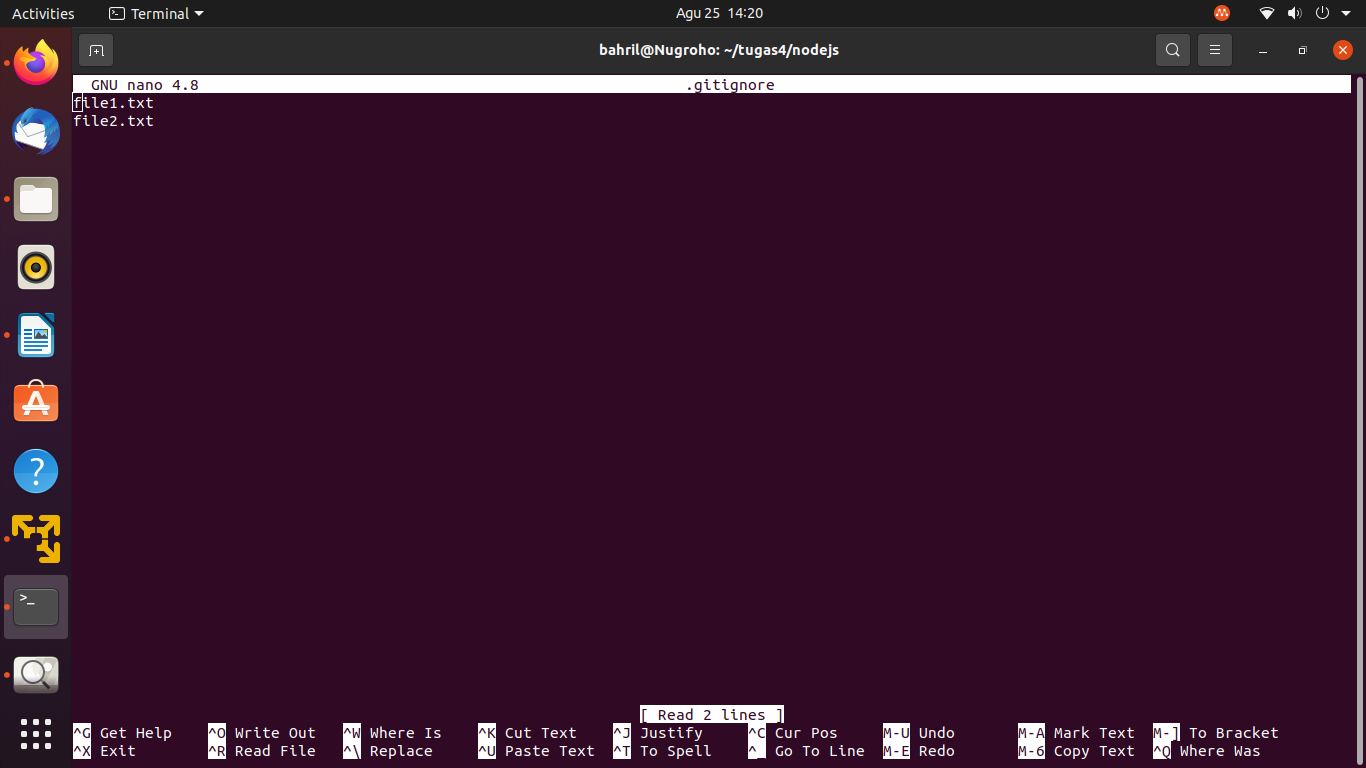 Activities Terminal Agu 25 14:20
bahril@Nugroho: ~/tugas4/nodejs
GNU nano 4.8 .gitignore
file1.txt
file2.txt
[ Read 2 lines ]
^G Get Help ^O Write Out ^W Where Is ^K Cut Text ^J Justify ^C Cur Pos M-U Undo M-A Mark Text M-] To Bracket
^X Exit ^R Read File ^\ Replace ^U Paste Text ^T To Spell ^_ Go To Line M-E Redo M-6 Copy Text ^Q Where Was